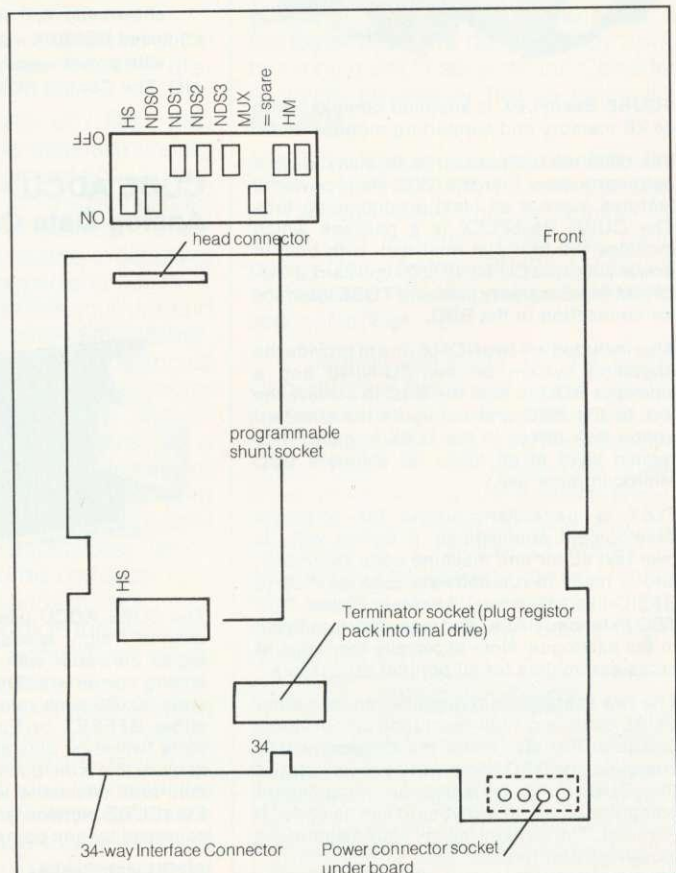 HS
NDS0
NDS1
NDS2
NDS3
MUX
= spare
HM
OFF
ON
head connector
Front
programmable
shunt socket
HS
Terminator socket (plug registor
pack into final drive)
34
34-way Interface Connector
Power connector socket
under board